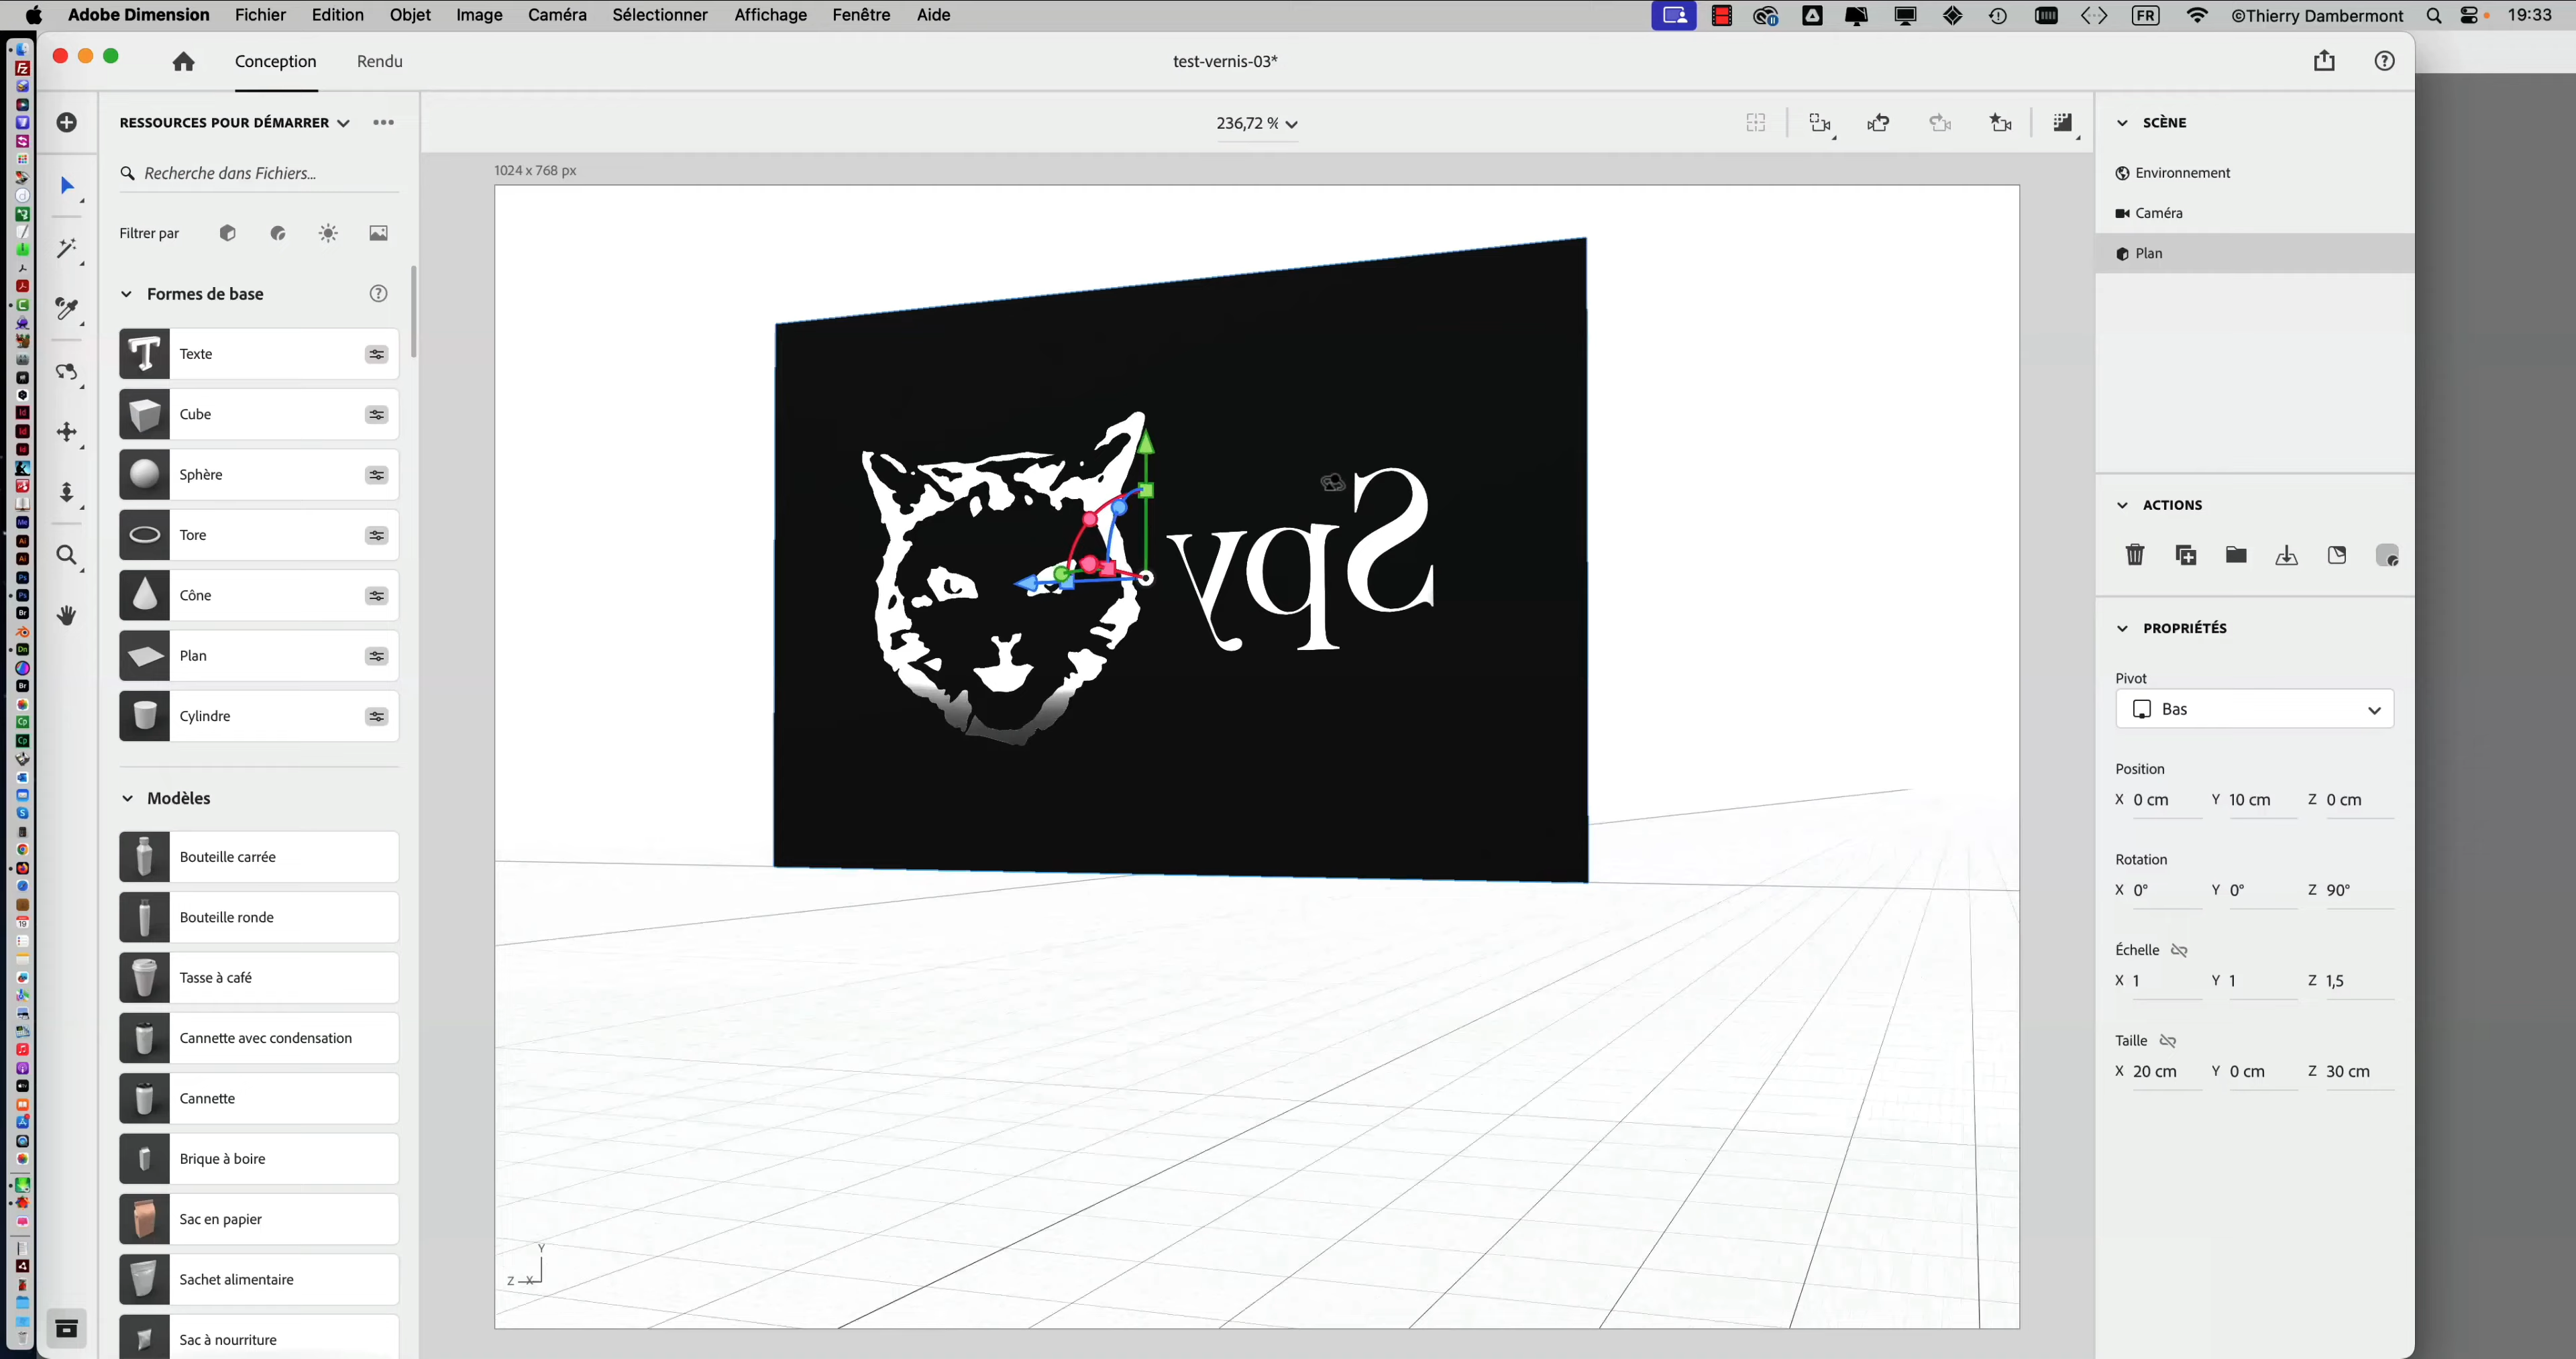 Adobe Dimension Fichier Edition Objet Image Caméra Sélectionner Affichage Fenêtre Aide FR ©Thierry Dambermont 19:33
Conception Rendu test-vernis-03*
RESSOURCES POUR DÉMARRER
Recherche dans Fichiers...
Filtrer par
Formes de base
Texte
Cube
Sphère
Tore
Cône
Plan
Cylindre
Modèles
Bouteille carrée
Bouteille ronde
Tasse à café
Cannette avec condensation
Cannette
Brique à boire
Sac en papier
Sachet alimentaire
Sac à nourriture
236,72 %
1024 x 768 px
Spy
Y
Z X
SCÈNE
Environnement
Caméra
Plan
ACTIONS
PROPRIÉTÉS
Pivot
Bas
Position
X 0 cm Y 10 cm Z 0 cm
Rotation
X 0° Y 0° Z 90°
Échelle
X 1 Y 1 Z 1,5
Taille
X 20 cm Y 0 cm Z 30 cm